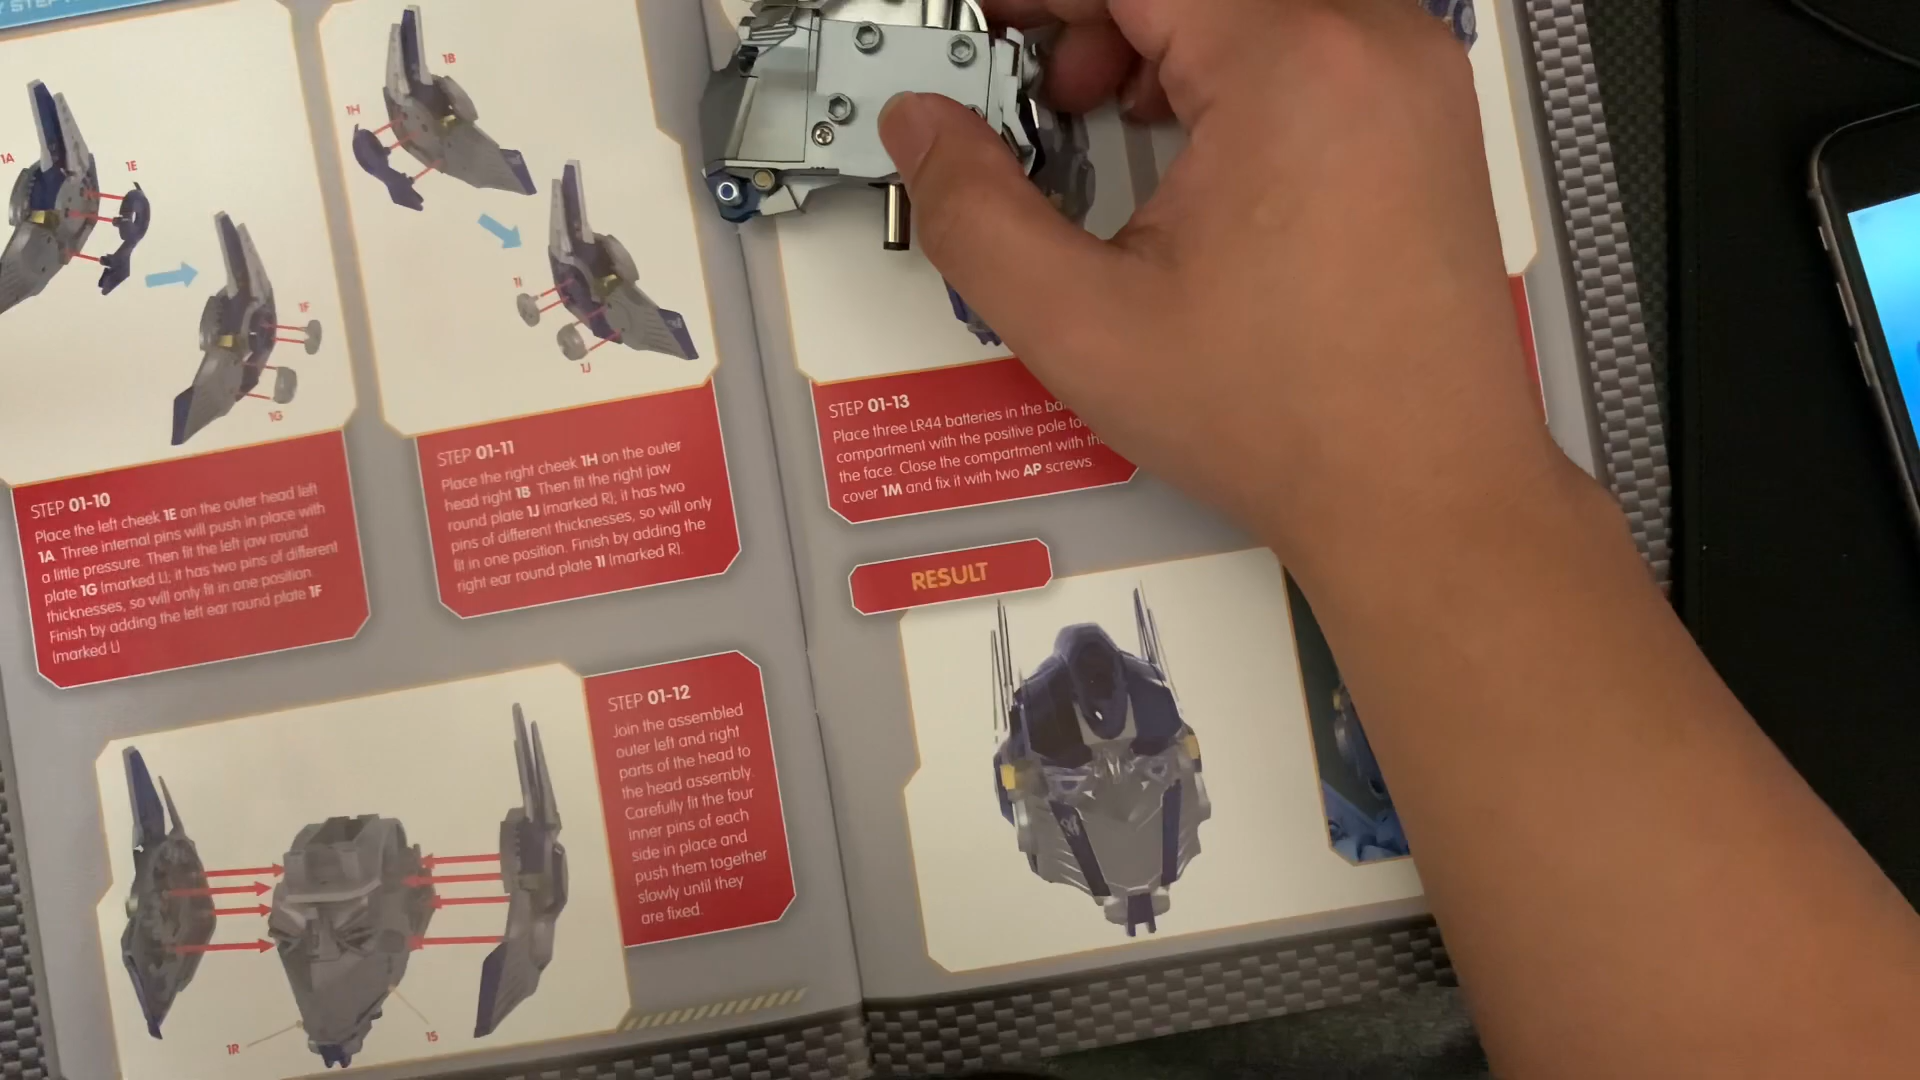 Y STEP
1A
1E
1F
1G
1H
1B
1I
1J
STEP 01-10
Place the left cheek 1E on the outer head left
1A. Three internal pins will push in place with
a little pressure. Then fit the left jaw round
plate 1G (marked L); it has two pins of different
thicknesses, so will only fit in one position.
Finish by adding the left ear round plate 1F
(marked L)
STEP 01-11
Place the right cheek 1H on the outer
head right 1B. Then fit the right jaw
round plate 1J (marked R); it has two
pins of different thicknesses, so will only
fit in one position. Finish by adding the
right ear round plate 1I (marked R).
STEP 01-12
Join the assembled
outer left and right
parts of the head to
the head assembly.
Carefully fit the four
inner pins of each
side in place and
push them together
slowly until they
are fixed.
1R
1S
STEP 01-13
Place three LR44 batteries in the
compartment with the positive pole
the face. Close the compartment with
cover 1M and fix it with two AP screws.
RESULT